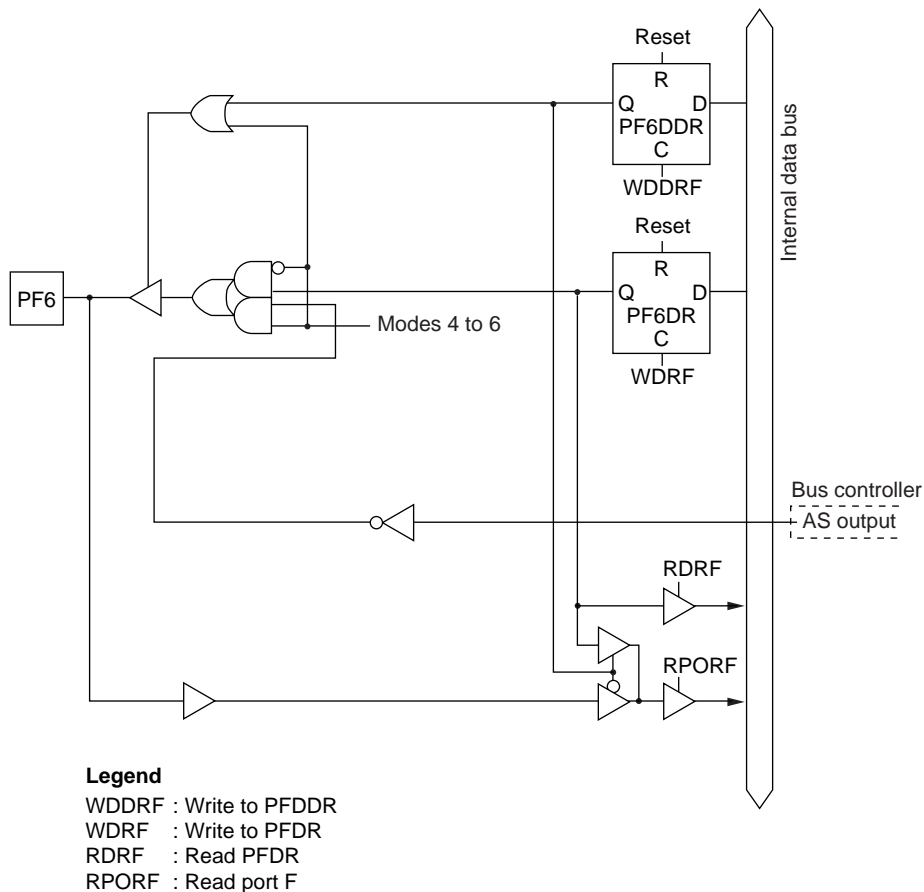 Reset
R
Q D
PF6DDR
C
WDDRF
Internal data bus
Reset
R
Q D
PF6DR
C
WDRF
PF6
Modes 4 to 6
Bus controller
AS output
RDRF
RPORF
Legend
WDDRF : Write to PFDDR
WDRF : Write to PFDR
RDRF : Read PFDR
RPORF : Read port F